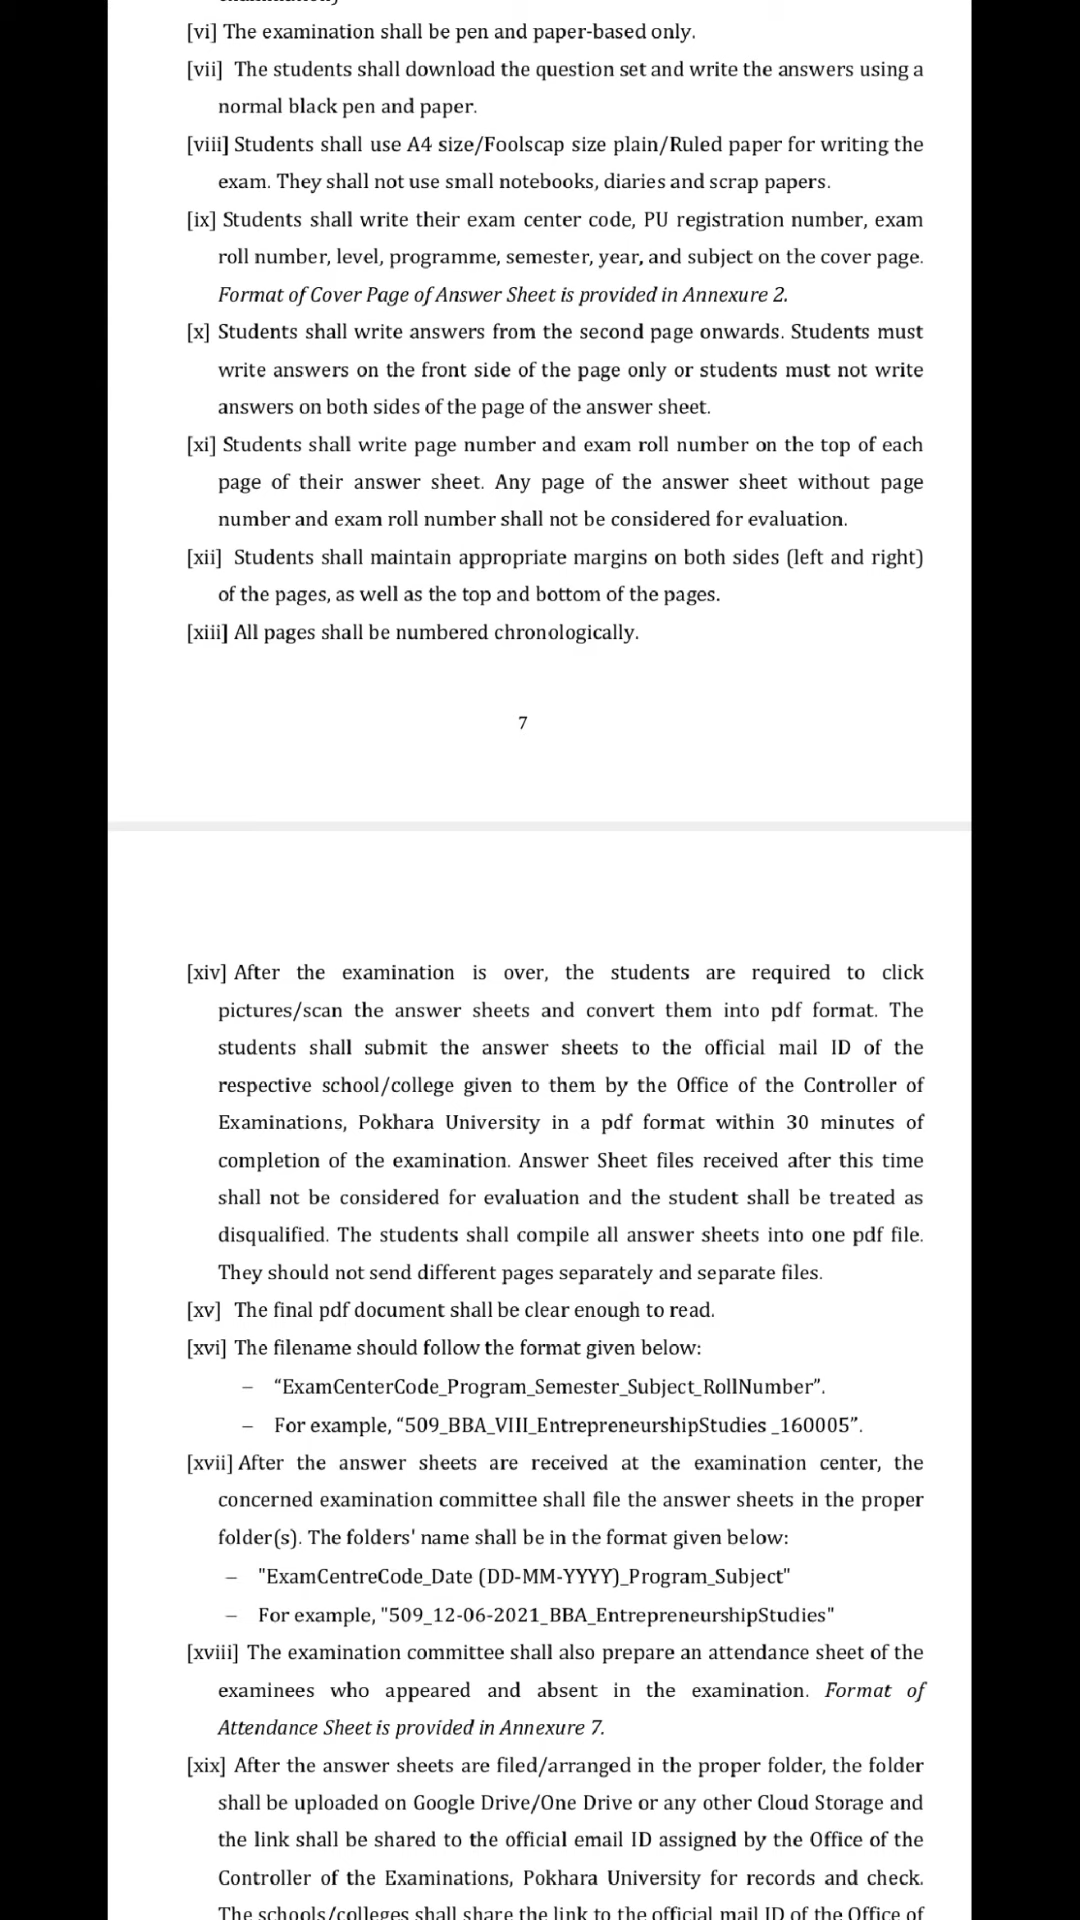 [vi] The examination shall be pen and paper-based only.
[vii] The students shall download the question set and write the answers using a
normal black pen and paper.
[viii] Students shall use A4 size/Foolscap size plain/Ruled paper for writing the
exam. They shall not use small notebooks, diaries and scrap papers.
[ix] Students shall write their exam center code, PU registration number, exam
roll number, level, programme, semester, year, and subject on the cover page.
Format of Cover Page of Answer Sheet is provided in Annexure 2.
[x] Students shall write answers from the second page onwards. Students must
write answers on the front side of the page only or students must not write
answers on both sides of the page of the answer sheet.
[xi] Students shall write page number and exam roll number on the top of each
page of their answer sheet. Any page of the answer sheet without page
number and exam roll number shall not be considered for evaluation.
[xii] Students shall maintain appropriate margins on both sides (left and right)
of the pages, as well as the top and bottom of the pages.
[xiii] All pages shall be numbered chronologically.
7
[xiv] After the examination is over, the students are required to click
pictures/scan the answer sheets and convert them into pdf format. The
students shall submit the answer sheets to the official mail ID of the
respective school/college given to them by the Office of the Controller of
Examinations, Pokhara University in a pdf format within 30 minutes of
completion of the examination. Answer Sheet files received after this time
shall not be considered for evaluation and the student shall be treated as
disqualified. The students shall compile all answer sheets into one pdf file.
They should not send different pages separately and separate files.
[xv] The final pdf document shall be clear enough to read.
[xvi] The filename should follow the format given below:
– “ExamCenterCode_Program_Semester_Subject_RollNumber”.
– For example, “509_BBA_VIII_EntrepreneurshipStudies _160005”.
[xvii] After the answer sheets are received at the examination center, the
concerned examination committee shall file the answer sheets in the proper
folder(s). The folders' name shall be in the format given below:
– "ExamCentreCode_Date (DD-MM-YYYY)_Program_Subject"
– For example, "509_12-06-2021_BBA_EntrepreneurshipStudies"
[xviii] The examination committee shall also prepare an attendance sheet of the
examinees who appeared and absent in the examination. Format of
Attendance Sheet is provided in Annexure 7.
[xix] After the answer sheets are filed/arranged in the proper folder, the folder
shall be uploaded on Google Drive/One Drive or any other Cloud Storage and
the link shall be shared to the official email ID assigned by the Office of the
Controller of the Examinations, Pokhara University for records and check.
The schools/colleges shall share the link to the official mail ID of the Office of